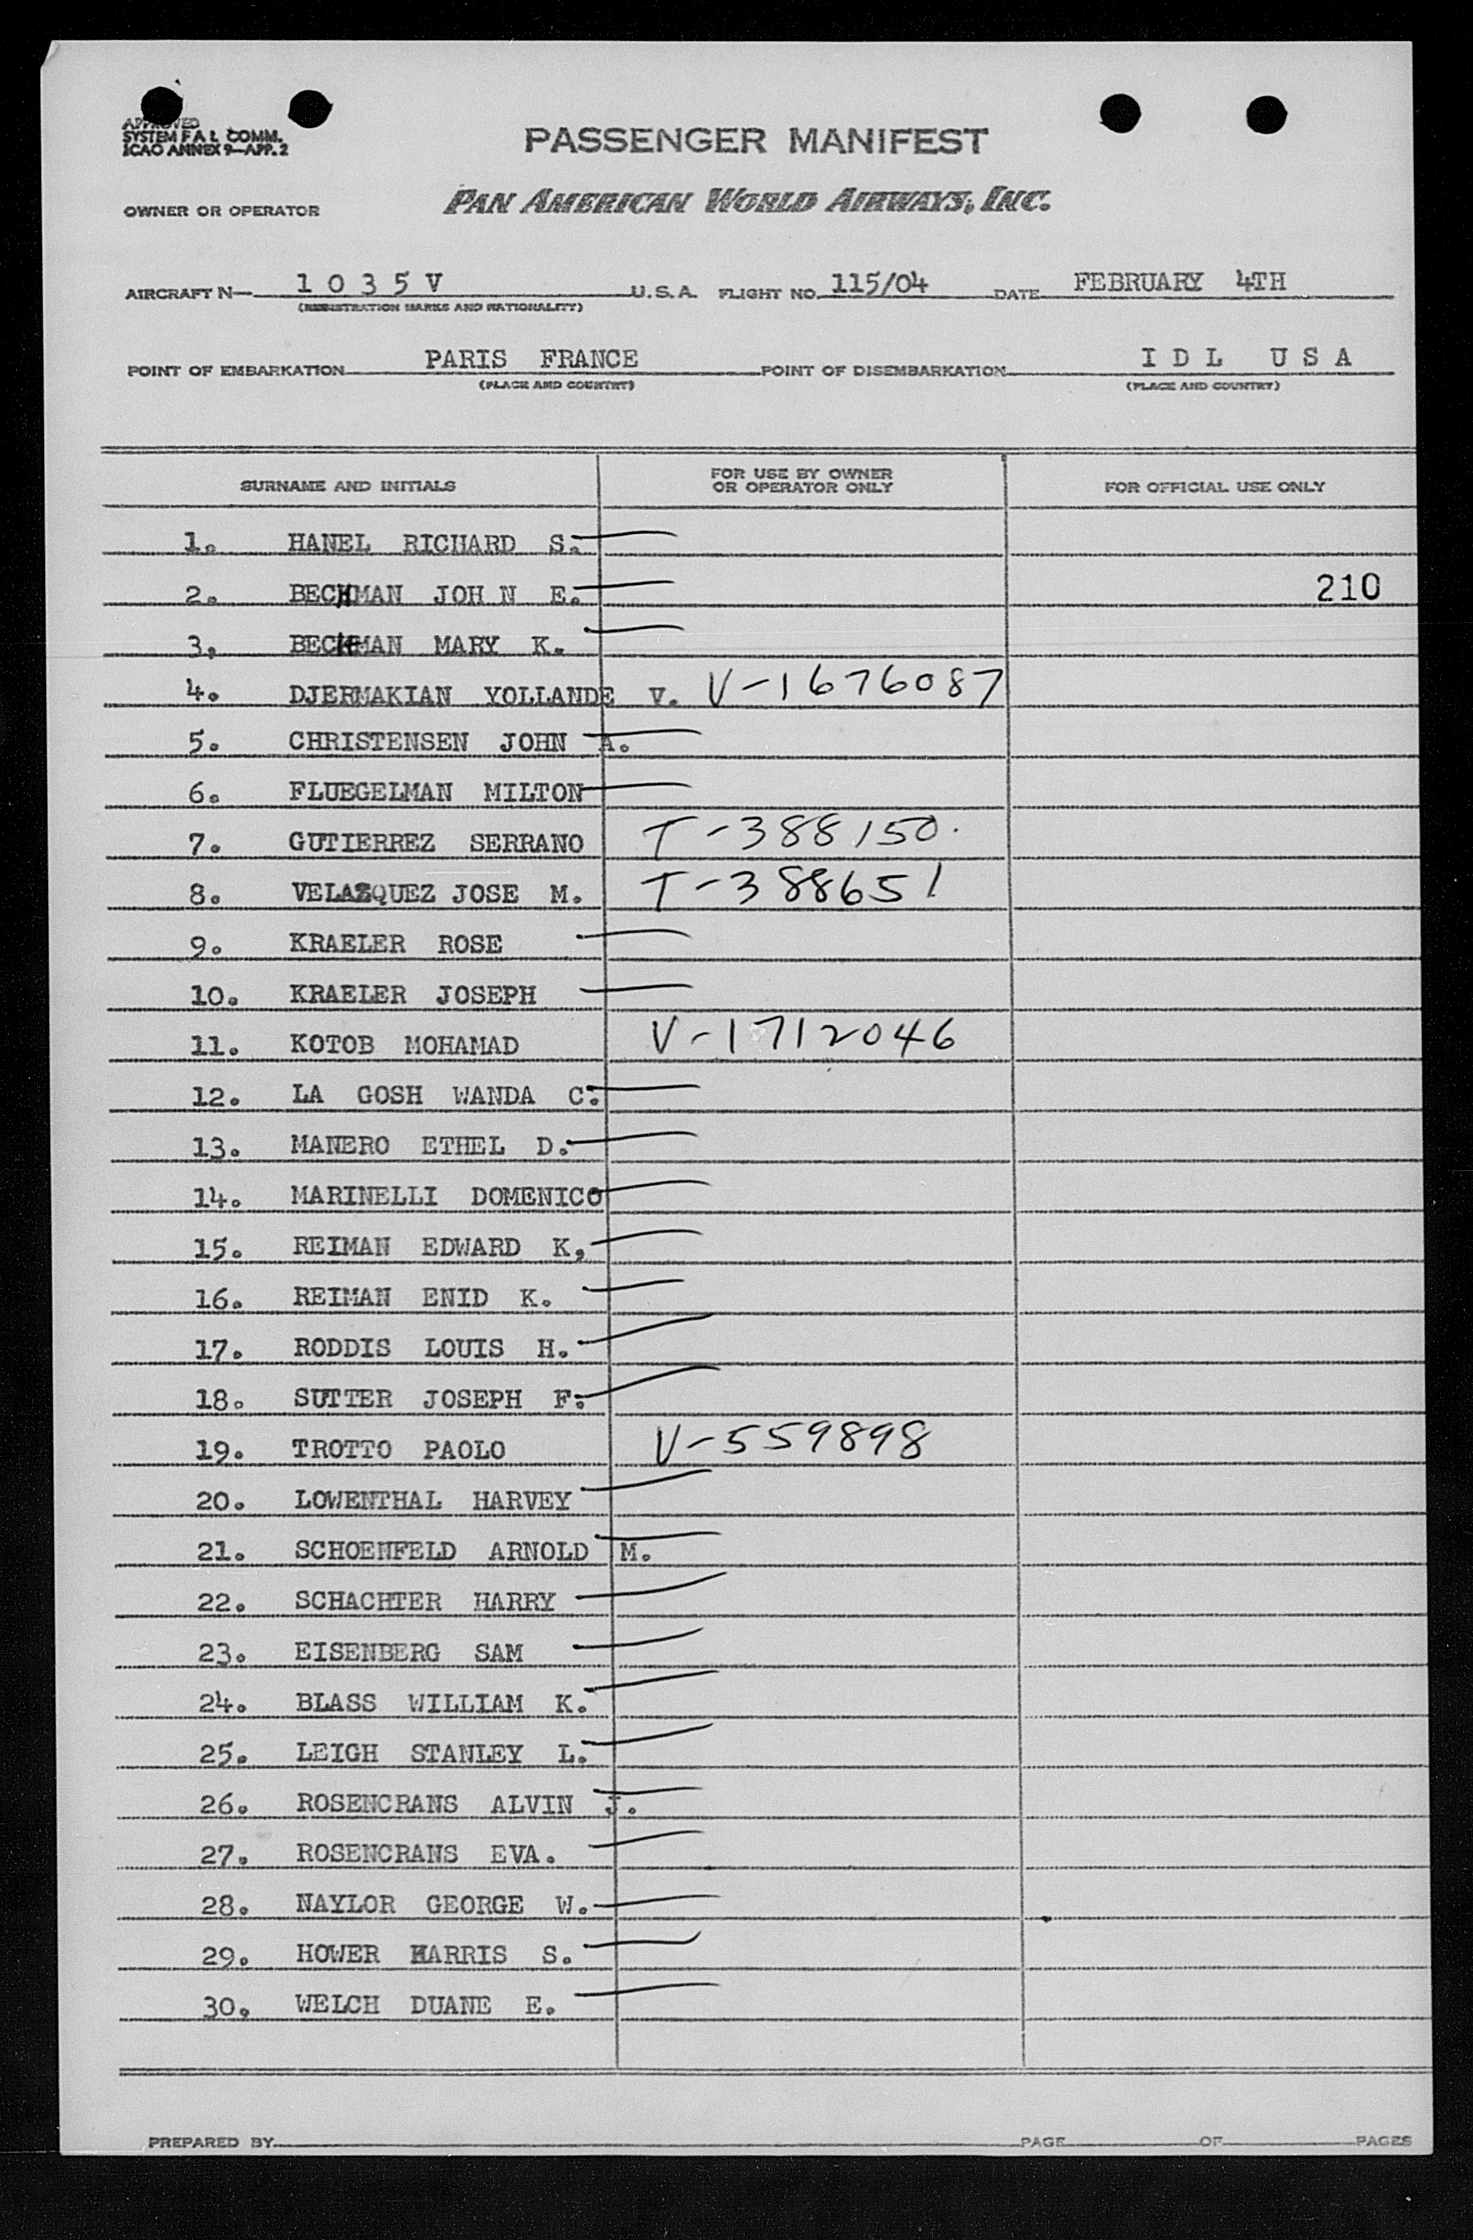 APPROVED
SYSTEM F A L COMM.
ICAO ANNEX 9—APP. 2
PASSENGER MANIFEST
OWNER OR OPERATOR
PAN AMERICAN WORLD AIRWAYS, INC.
AIRCRAFT N— 1 0 3 5 V U.S.A. FLIGHT NO. 115/04 DATE FEBRUARY 4TH
(REGISTRATION MARKS AND NATIONALITY)
POINT OF EMBARKATION PARIS FRANCE POINT OF DISEMBARKATION I D L U S A
(PLACE AND COUNTRY) (PLACE AND COUNTRY)
SURNAME AND INITIALS FOR USE BY OWNER OR OPERATOR ONLY FOR OFFICIAL USE ONLY
1. HANEL RICHARD S.
2. BECHMAN JOH N E. 210
3. BECHMAN MARY K.
4. DJERMAKIAN YOLLANDE V. V-1676087
5. CHRISTENSEN JOHN A.
6. FLUEGELMAN MILTON
7. GUTIERREZ SERRANO T-388150.
8. VELAZQUEZ JOSE M. T-388651
9. KRAELER ROSE
10. KRAELER JOSEPH
11. KOTOB MOHAMAD V-1712046
12. LA GOSH WANDA C.
13. MANERO ETHEL D.
14. MARINELLI DOMENICO
15. REIMAN EDWARD K,
16. REIMAN ENID K.
17. RODDIS LOUIS H.
18. SUTTER JOSEPH F.
19. TROTTO PAOLO V-559898
20. LOWENTHAL HARVEY
21. SCHOENFELD ARNOLD M.
22. SCHACHTER HARRY
23. EISENBERG SAM
24. BLASS WILLIAM K.
25. LEIGH STANLEY L.
26. ROSENCRANS ALVIN J.
27. ROSENCRANS EVA.
28. NAYLOR GEORGE W.
29. HOWER HARRIS S.
30. WELCH DUANE E.
PREPARED BY PAGE OF PAGES